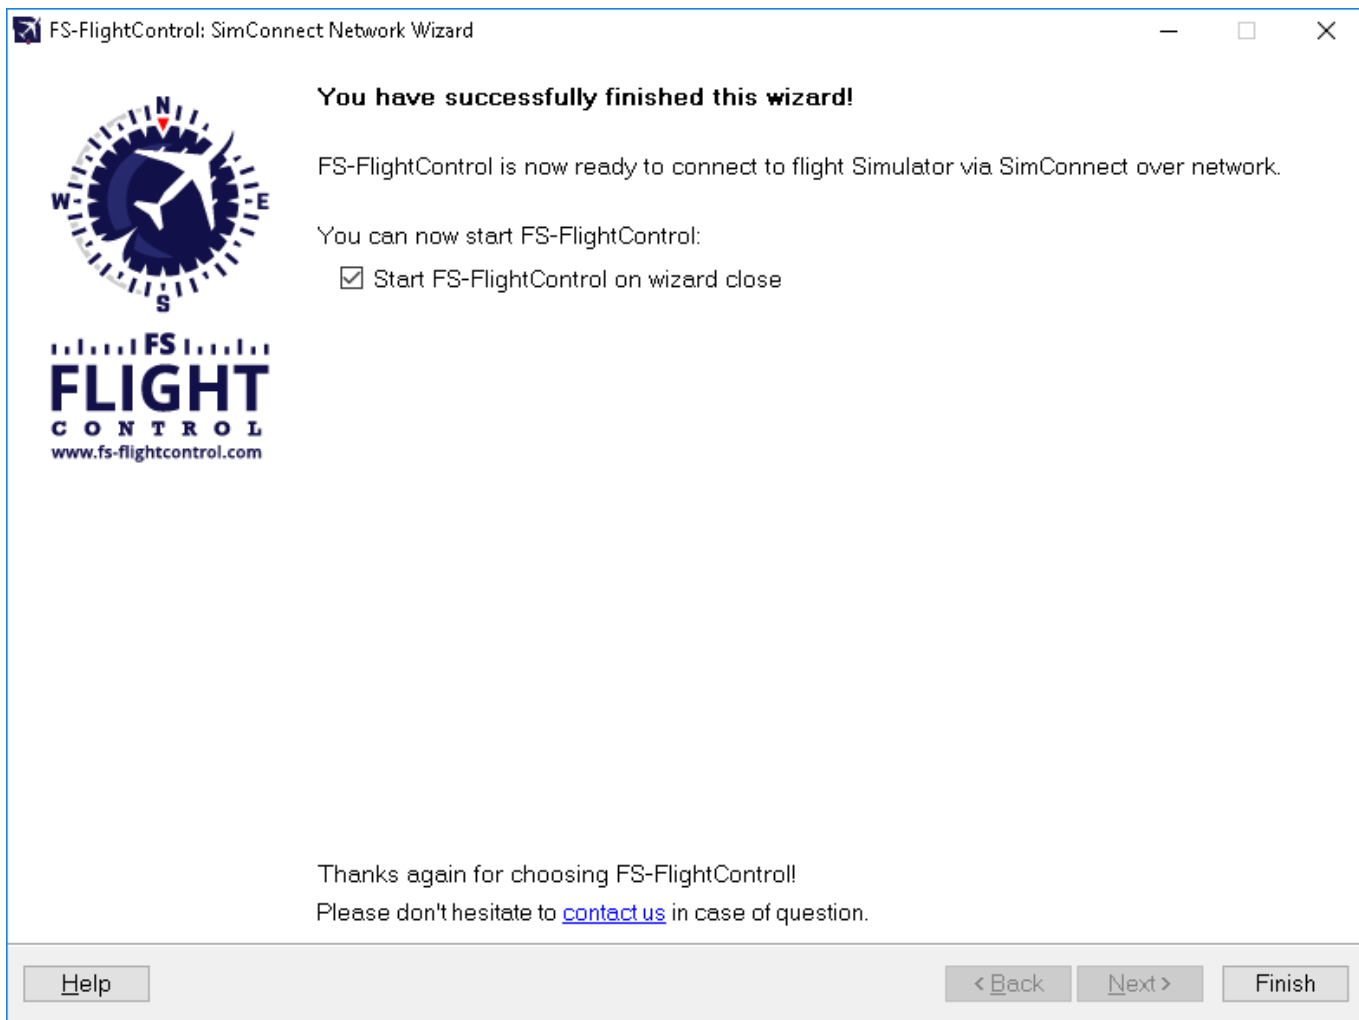 FS-FlightControl: SimConnect Network Wizard
N
W
E
S
FS
FLIGHT
CONTROL
www.fs-flightcontrol.com
You have successfully finished this wizard!
FS-FlightControl is now ready to connect to flight Simulator via SimConnect over network.
You can now start FS-FlightControl:
Start FS-FlightControl on wizard close
Thanks again for choosing FS-FlightControl!
Please don't hesitate to contact us in case of question.
Help
< Back
Next >
Finish